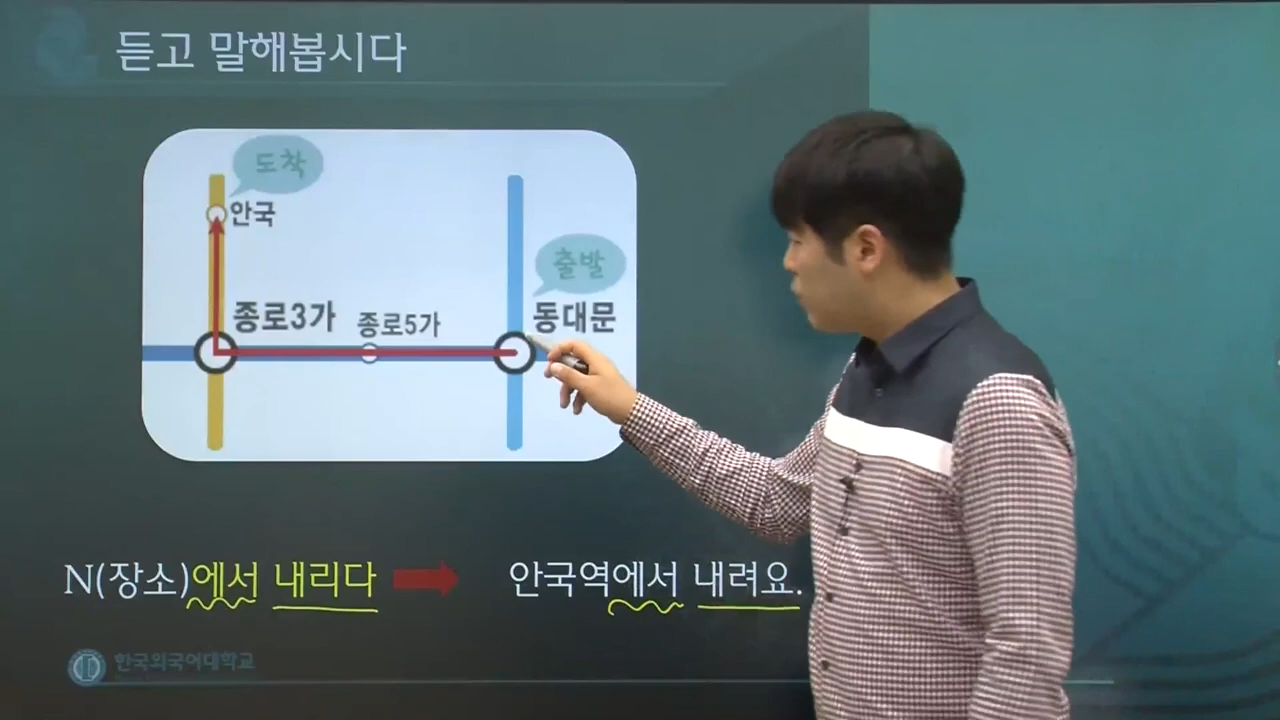 듣고 말해봅시다
도착
안국
출발
종로3가
종로5가
동대문
N(장소)에서 내리다
안국역에서 내려요.
한국외국어대학교